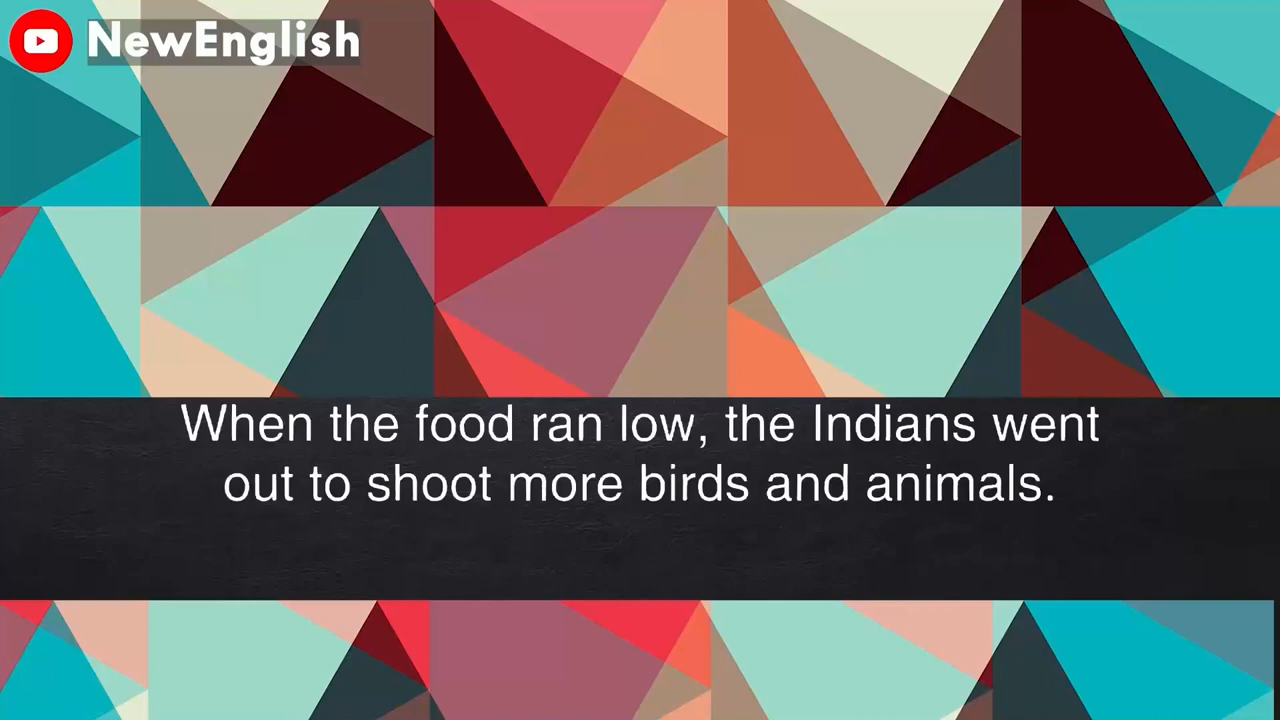 NewEnglish
When the food ran low, the Indians went
out to shoot more birds and animals.